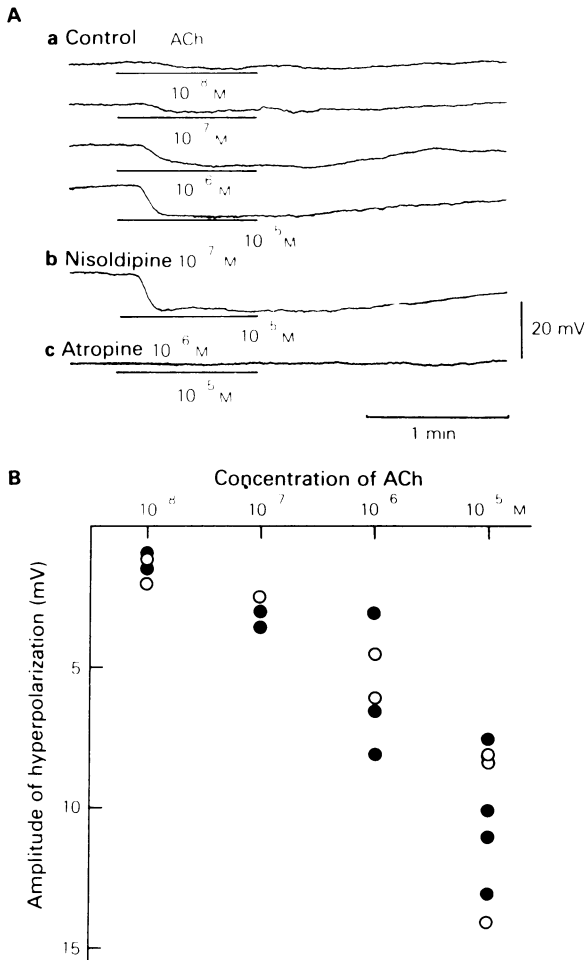 A
a Control ACh
10 8 M
10 7 M
10 6 M
10 5 M
b Nisoldipine 10 7 M
10 5 M
20 mV
c Atropine 10 6 M
10 5 M
1 min
B
Concentration of ACh
10 8 10 7 10 6 10 5 M
Amplitude of hyperpolarization (mV)
5
10
15